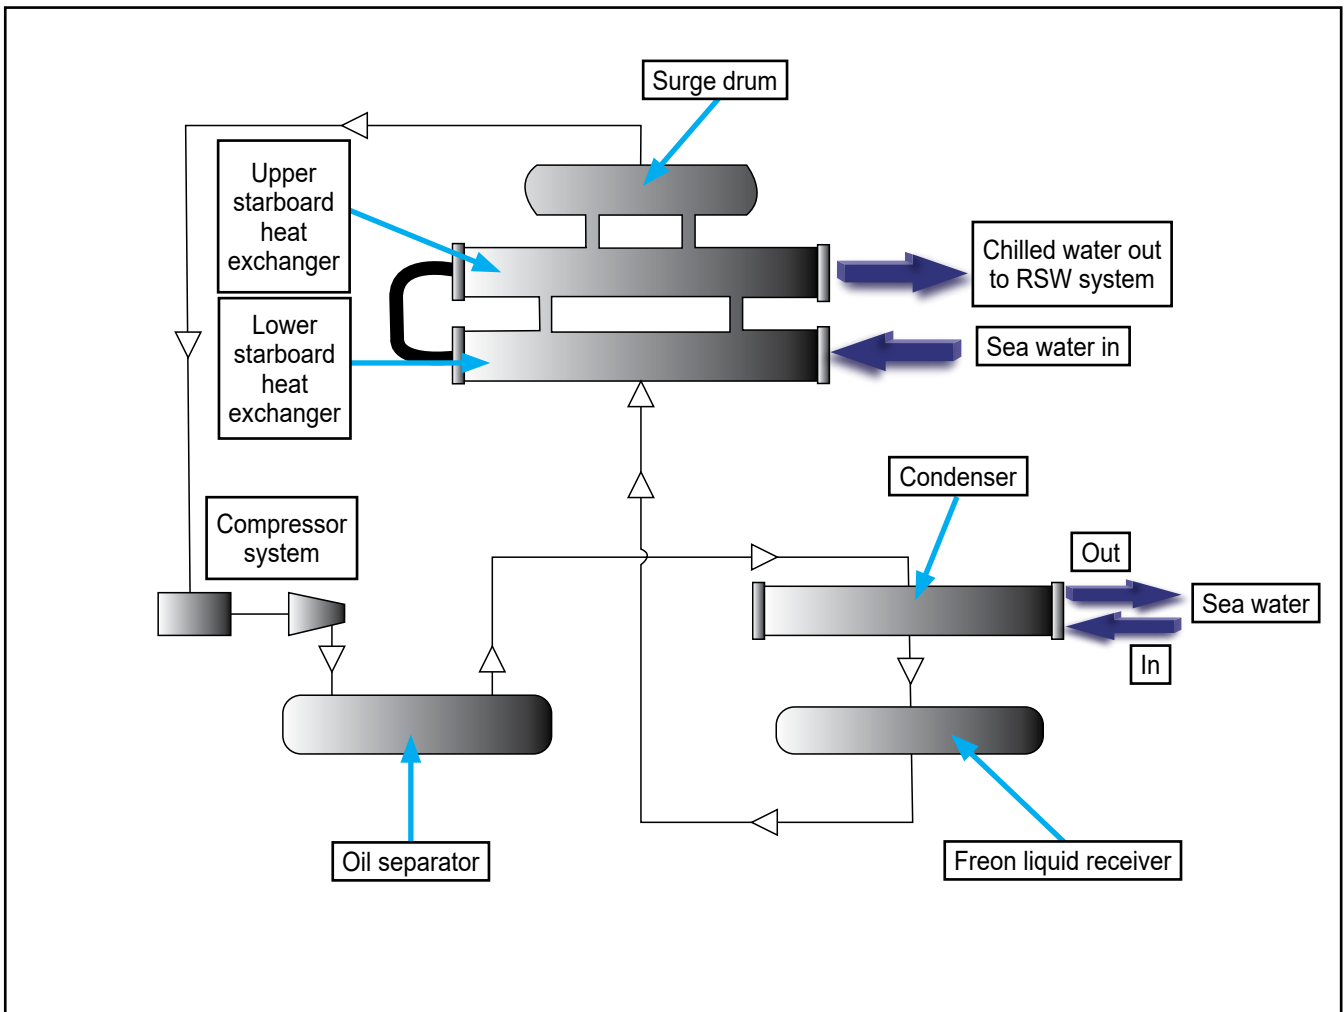 Surge drum
Upper
starboard
heat
exchanger
Chilled water out
to RSW system
Lower
starboard
heat
exchanger
Sea water in
Condenser
Compressor
system
Out
Sea water
In
Oil separator
Freon liquid receiver